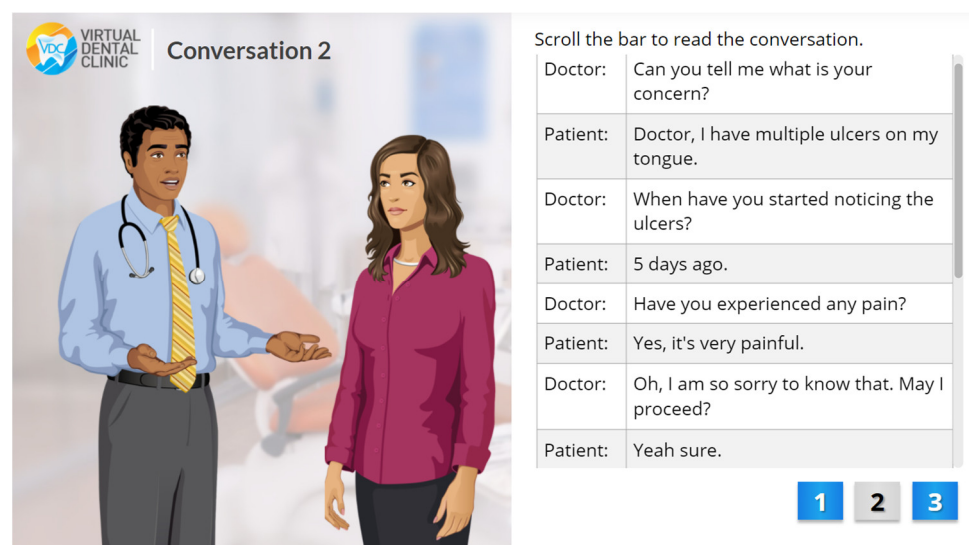 VDC
VIRTUAL
DENTAL
CLINIC
Conversation 2
Scroll the bar to read the conversation.
Doctor: Can you tell me what is your
concern?
Patient: Doctor, I have multiple ulcers on my
tongue.
Doctor: When have you started noticing the
ulcers?
Patient: 5 days ago.
Doctor: Have you experienced any pain?
Patient: Yes, it's very painful.
Doctor: Oh, I am so sorry to know that. May I
proceed?
Patient: Yeah sure.
1 2 3